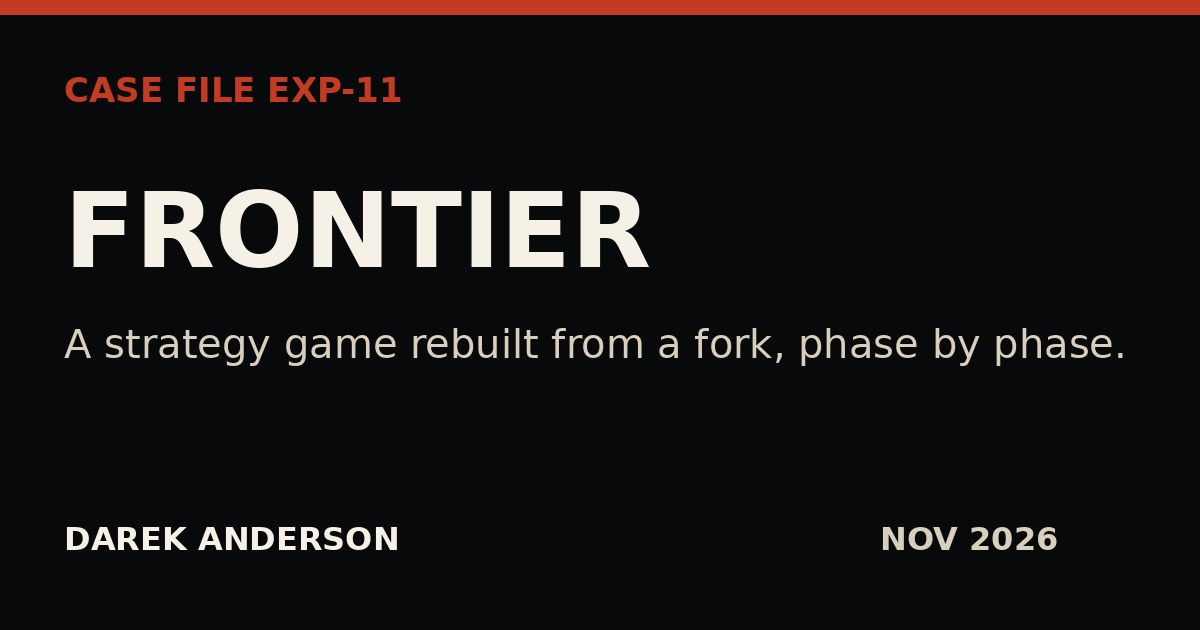 CASE FILE EXP-11
FRONTIER
A strategy game rebuilt from a fork, phase by phase.
DAREK ANDERSON
NOV 2026